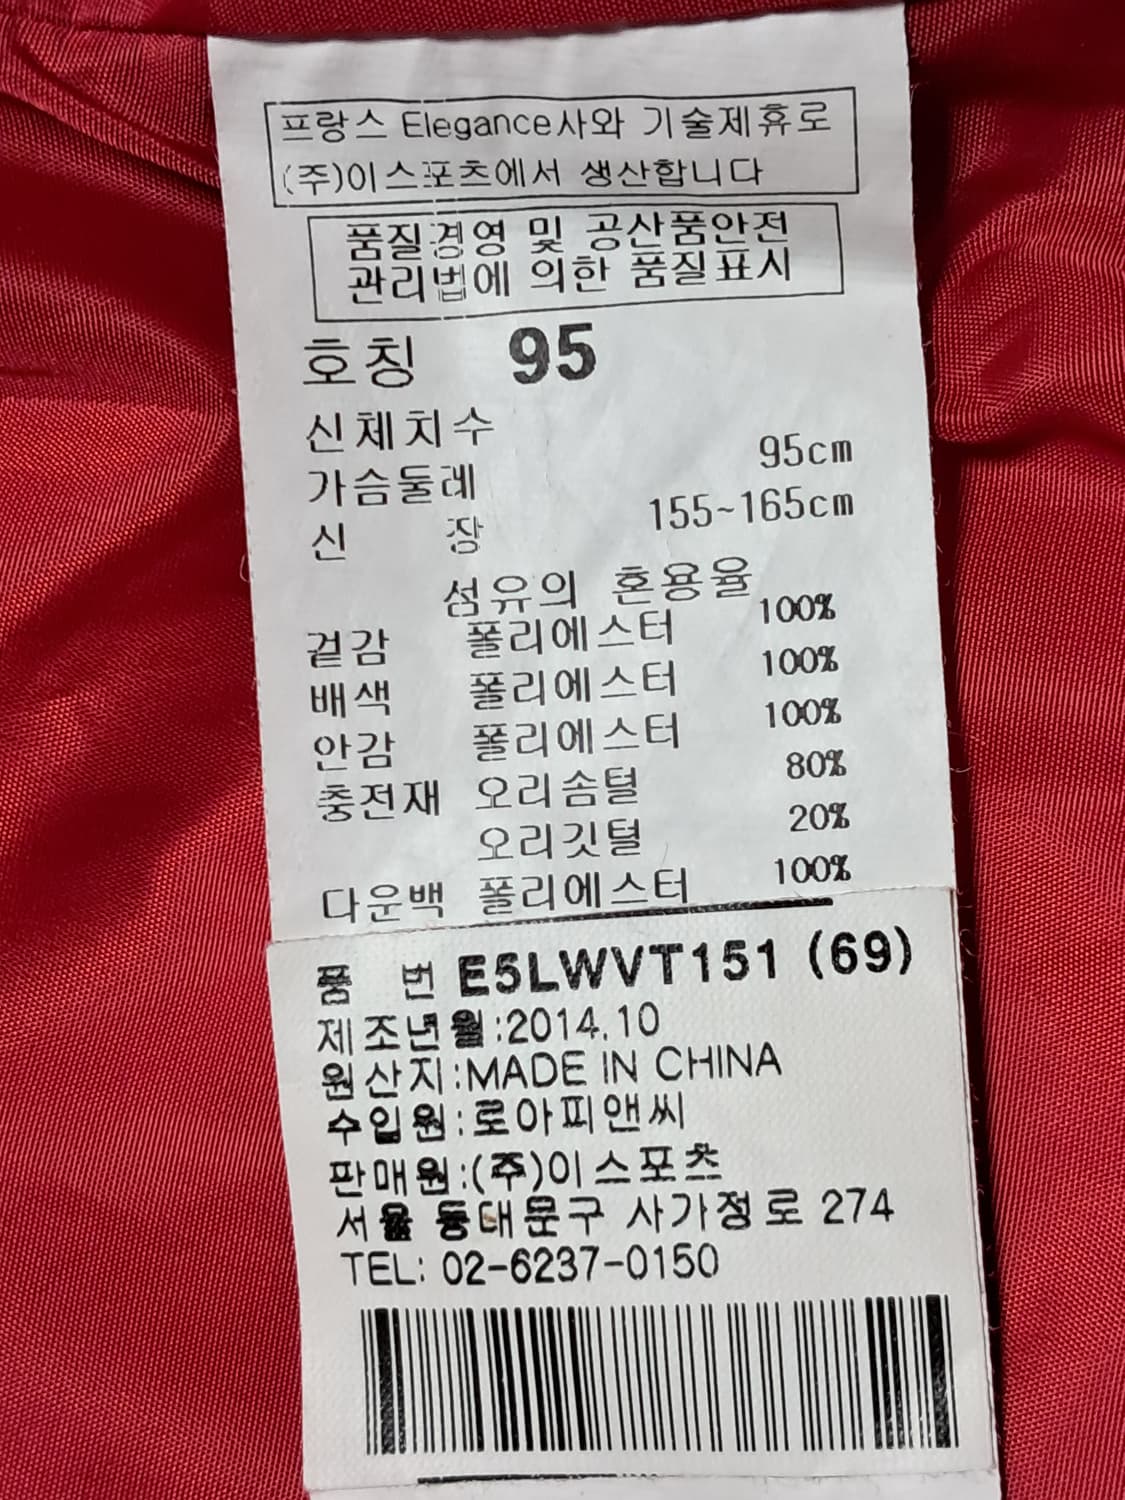 프랑스 Elegance사와 기술제휴로
(주)이스포츠에서 생산합니다
품질경영 및 공산품안전
관리법에 의한 품질표시
호칭 95
신체치수
가슴둘레 95cm
신 장 155~165cm
섬유의 혼용율
겉감 폴리에스터 100%
배색 폴리에스터 100%
안감 폴리에스터 100%
충전재 오리솜털 80%
오리깃털 20%
다운백 폴리에스터 100%
품 번 E5LWVT151 (69)
제조년월:2014.10
원산지:MADE IN CHINA
수입원:로아피앤씨
판매원:(주)이스포츠
서울 동대문구 사가정로 274
TEL: 02-6237-0150